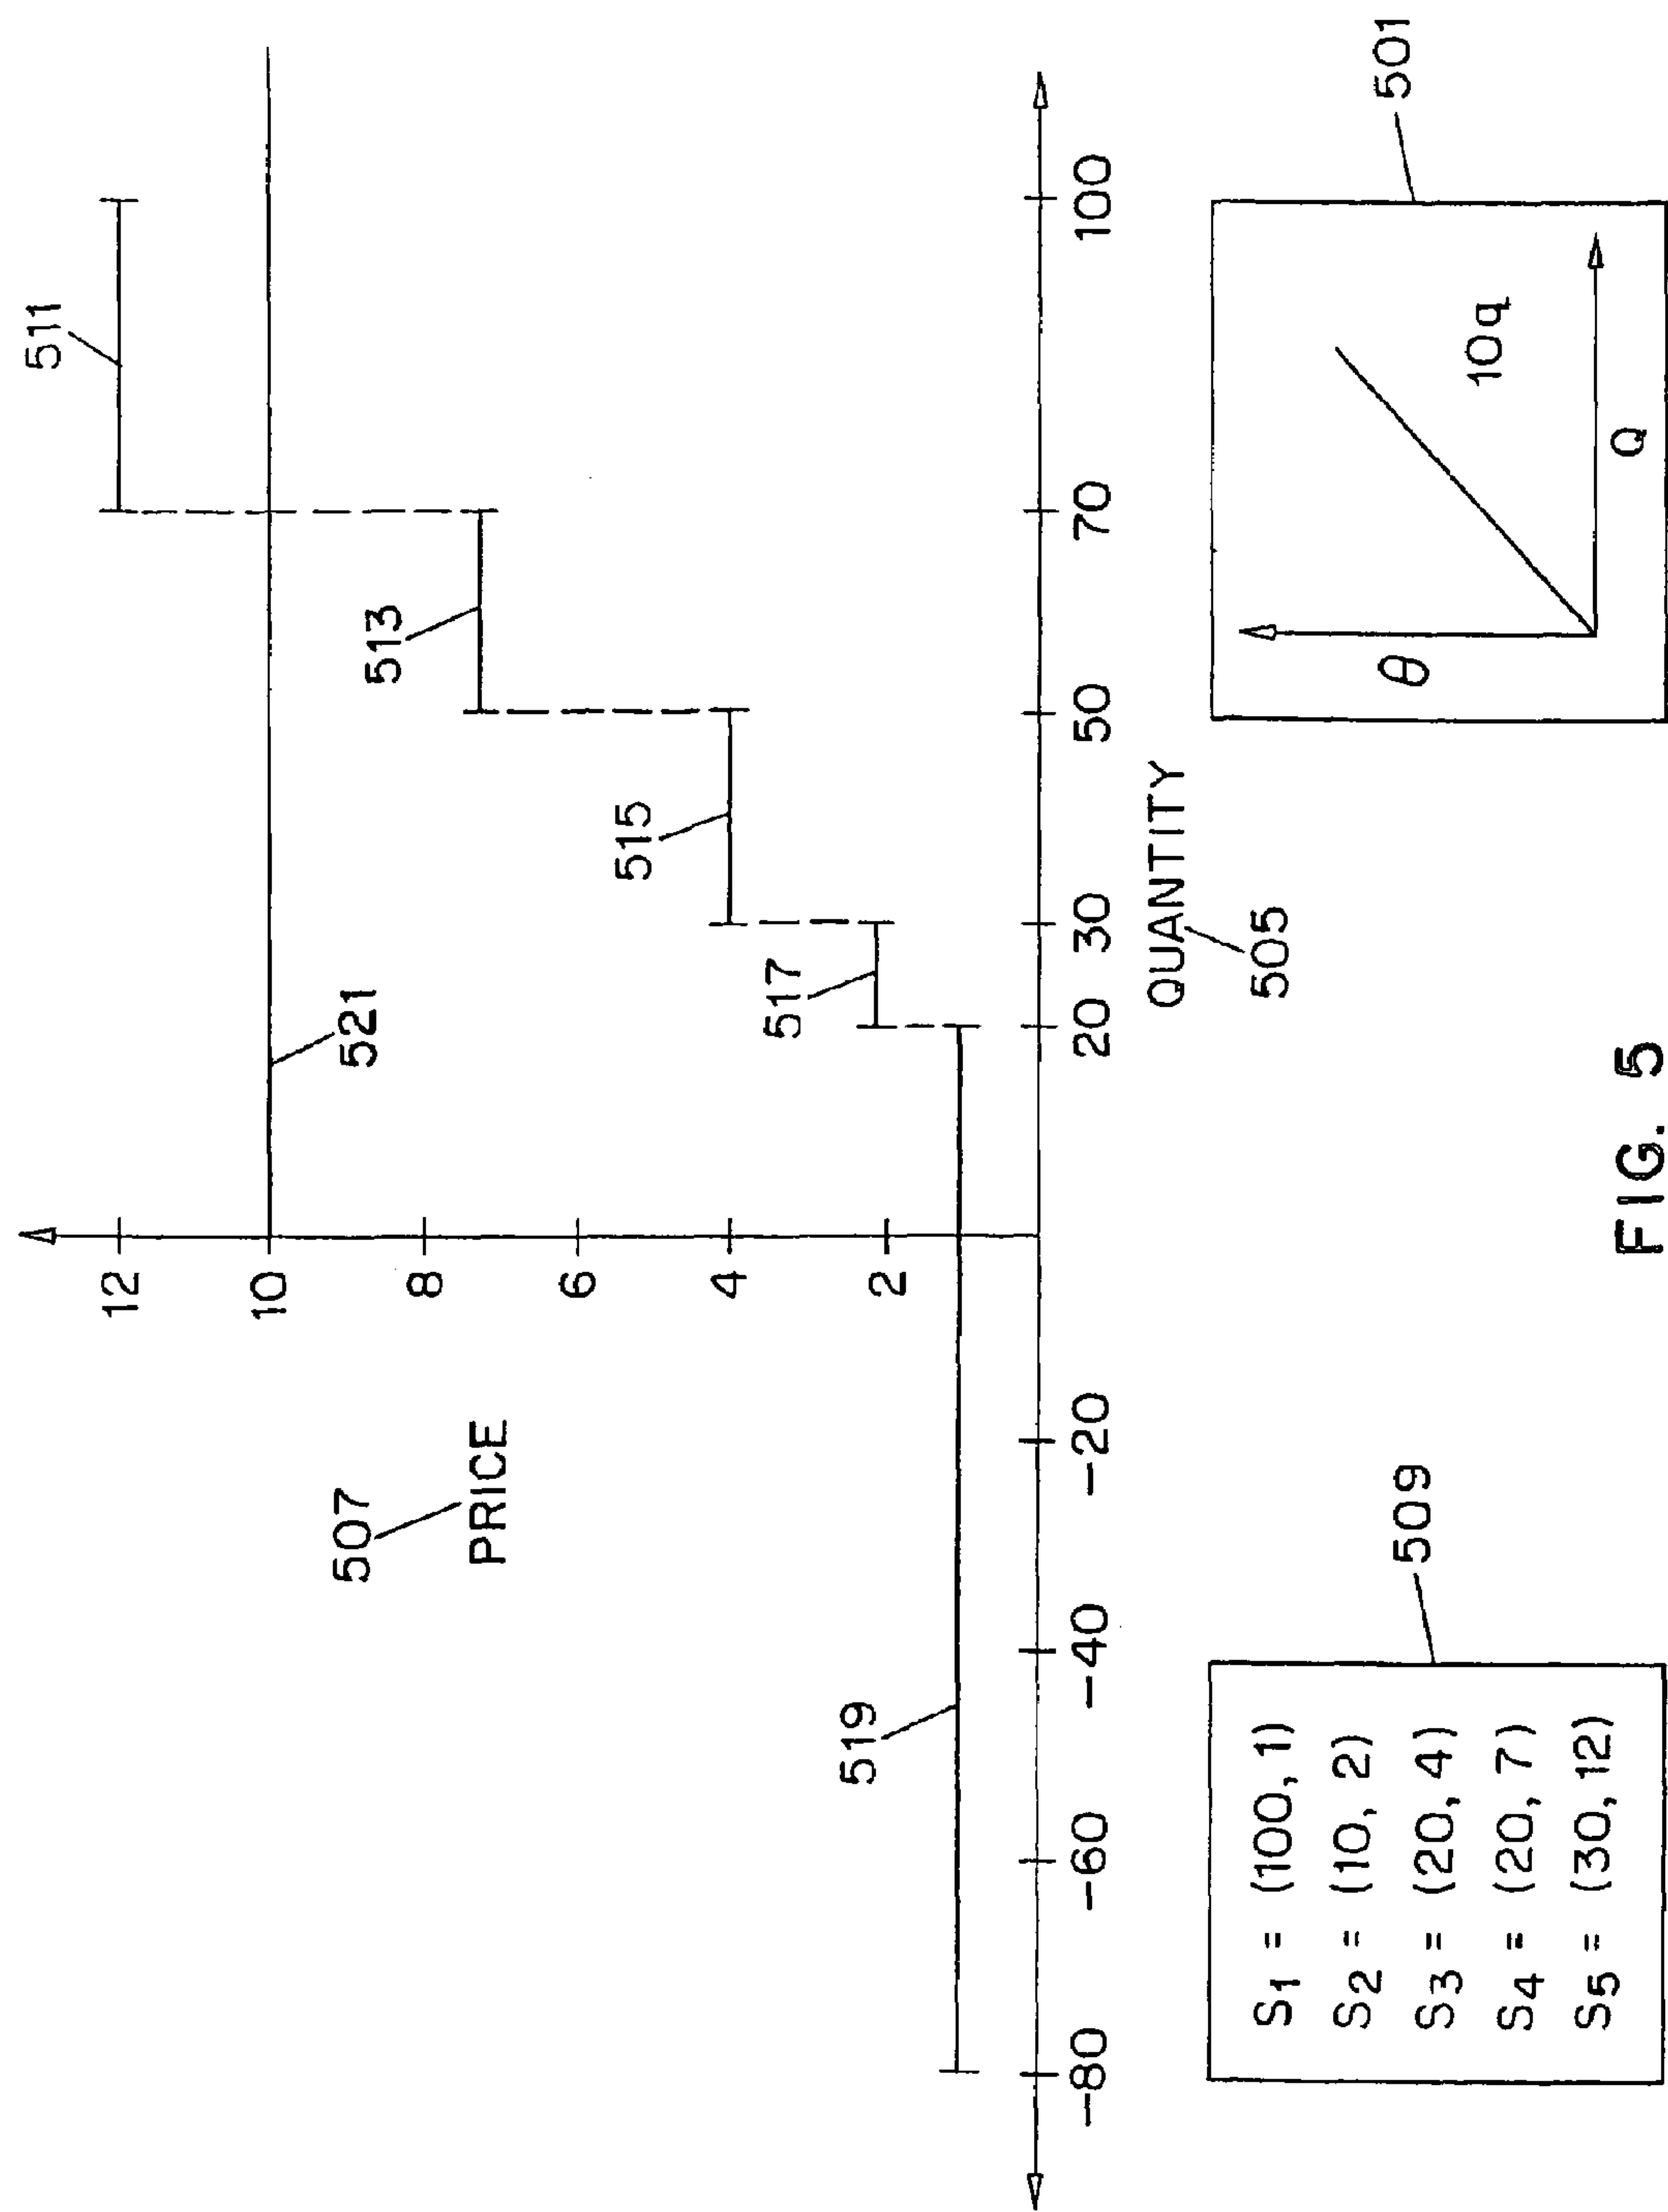 511
12
10
521
8
513
507
PRICE
6
515
4
517
2
519
-80
-60
-40
-20
20
30
50
70
100
QUANTITY
505
S1 = (100, 1)
S2 = (10, 2)
S3 = (20, 4)
S4 = (20, 7)
S5 = (30, 12)
509
θ
10q
Q
501
FIG. 5